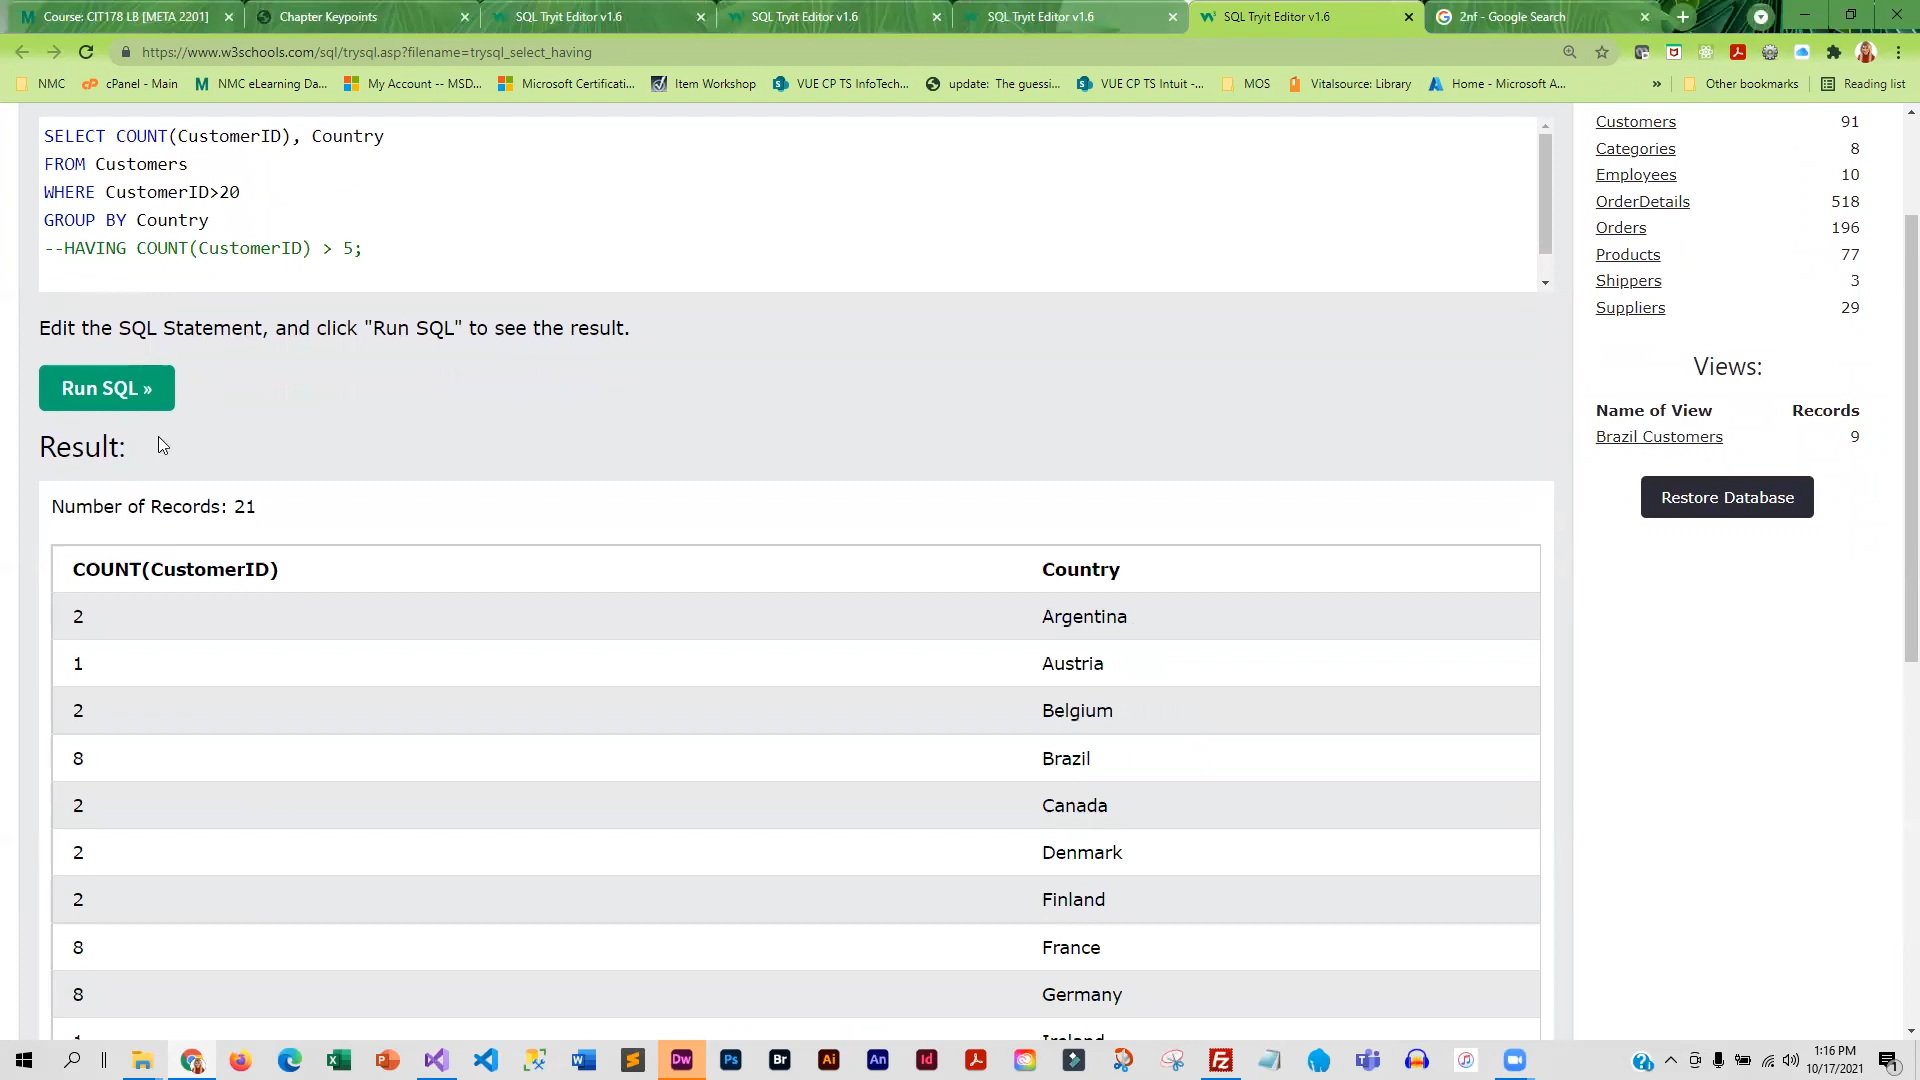 Course: CIT178 LB [META 2201]
Chapter Keypoints
SQL Tryit Editor v1.6
SQL Tryit Editor v1.6
SQL Tryit Editor v1.6
SQL Tryit Editor v1.6
2nf - Google Search
https://www.w3schools.com/sql/trysql.asp?filename=trysql_select_having
NMC
cPanel - Main
NMC eLearning Da...
My Account -- MSD...
Microsoft Certificati...
Item Workshop
VUE CP TS InfoTech...
update: The guessi...
VUE CP TS Intuit -...
MOS
Vitalsource: Library
Home - Microsoft A...
»
Other bookmarks
Reading list
SELECT COUNT(CustomerID), Country
FROM Customers
WHERE CustomerID>20
GROUP BY Country
--HAVING COUNT(CustomerID) > 5;
Edit the SQL Statement, and click "Run SQL" to see the result.
Run SQL »
Result:
Number of Records: 21
COUNT(CustomerID) Country
2 Argentina
1 Austria
2 Belgium
8 Brazil
2 Canada
2 Denmark
2 Finland
8 France
8 Germany
Customers 91
Categories 8
Employees 10
OrderDetails 518
Orders 196
Products 77
Shippers 3
Suppliers 29
Views:
Name of View Records
Brazil Customers 9
Restore Database
Dw
Ps
Br
Ai
An
Id
1:16 PM
10/17/2021